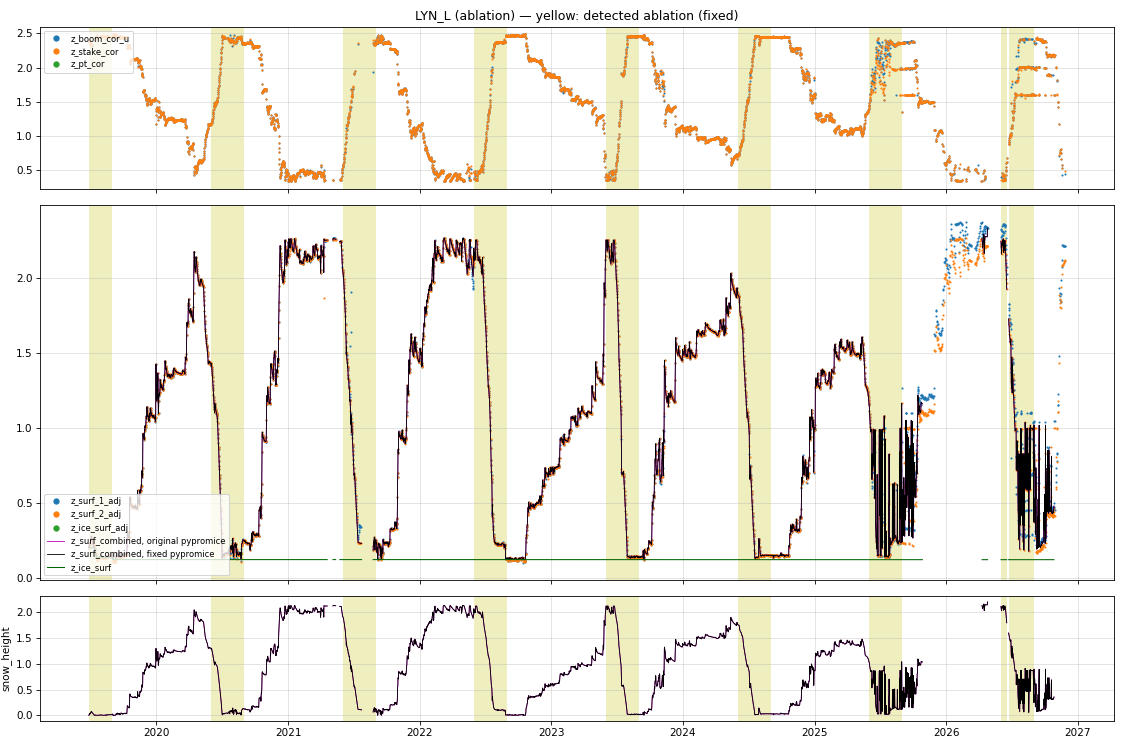 LYN_L (ablation) — yellow: detected ablation (fixed)
2.5
2.0
1.5
1.0
0.5
z_boom_cor_u
z_stake_cor
z_pt_cor
2.0
1.5
1.0
0.5
0.0
z_surf_1_adj
z_surf_2_adj
z_ice_surf_adj
z_surf_combined, original pypromice
z_surf_combined, fixed pypromice
z_ice_surf
snow_height
2.0
1.5
1.0
0.5
0.0
2020 2021 2022 2023 2024 2025 2026 2027